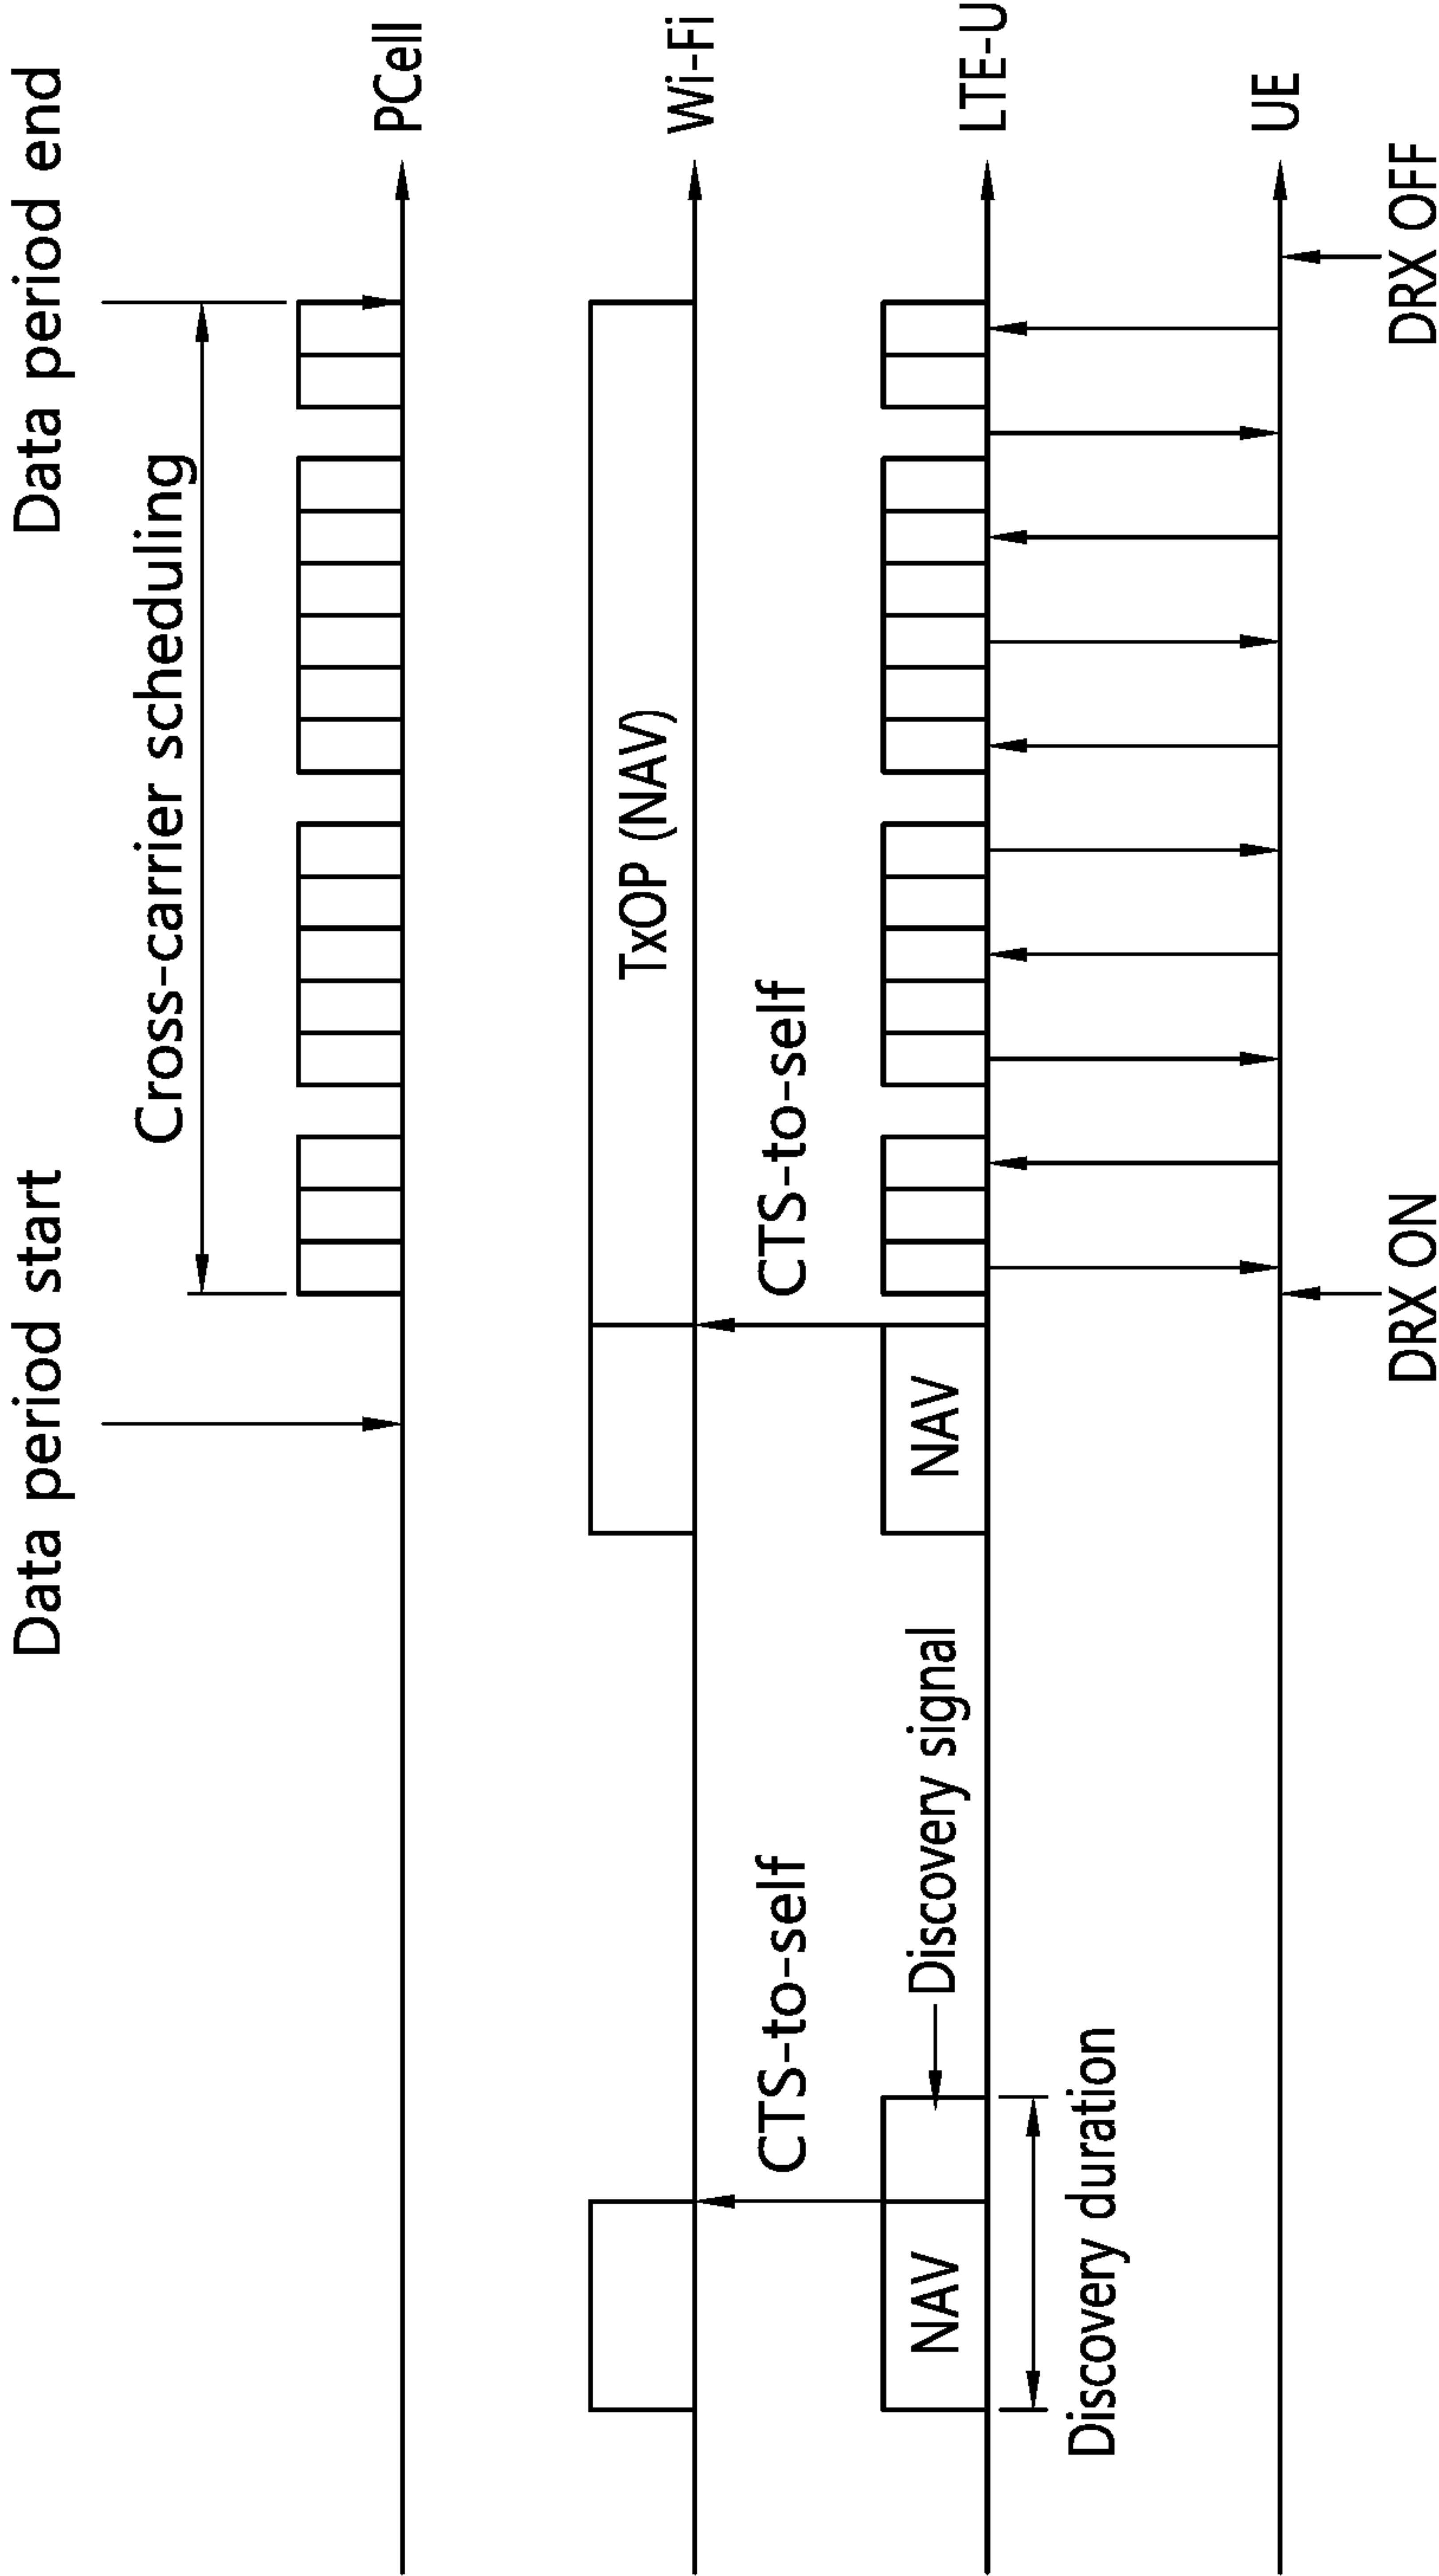 Data period start
Data period end
Cross-carrier scheduling
PCell
TxOP (NAV)
Wi-Fi
CTS-to-self
CTS-to-self
NAV
Discovery signal
NAV
LTE-U
Discovery duration
UE
DRX ON
DRX OFF